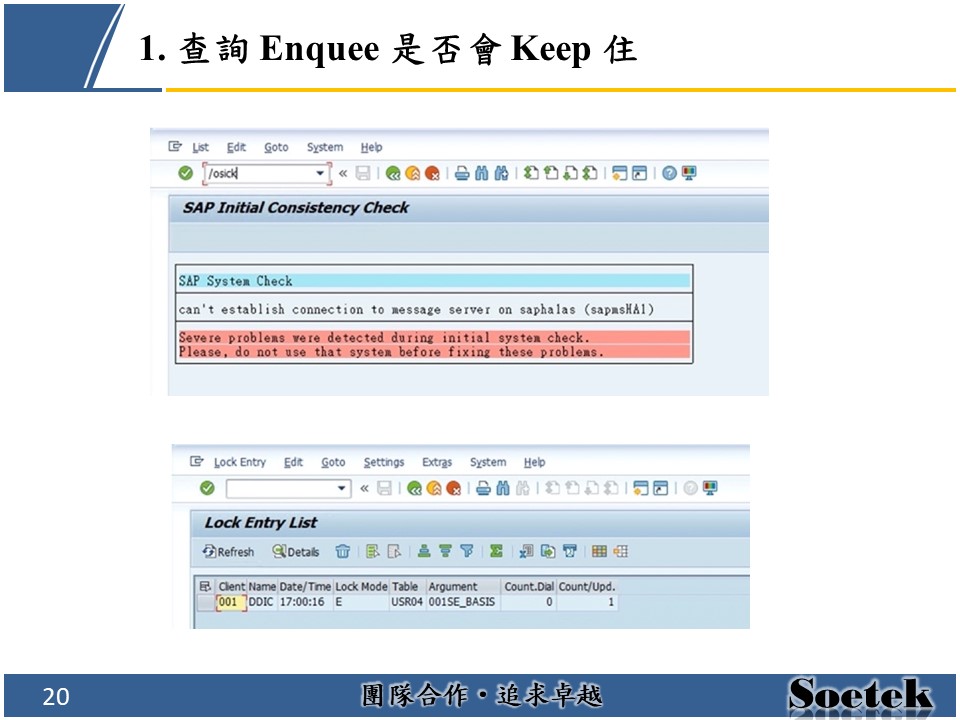 1. 查詢 Enquee 是否會 Keep 住
List Edit Goto System Help
/osick
SAP Initial Consistency Check
SAP System Check
can't establish connection to message server on saphalas (sapmsHA1)
Severe problems were detected during initial system check.
Please, do not use that system before fixing these problems.
Lock Entry Edit Goto Settings Extras System Help
Lock Entry List
Refresh Details
Client Name Date/Time Lock Mode Table Argument Count.Dial Count/Upd.
001 DDIC 17:00:16 E USR04 001SE_BASIS 0 1
20 團隊合作·追求卓越 Soetek